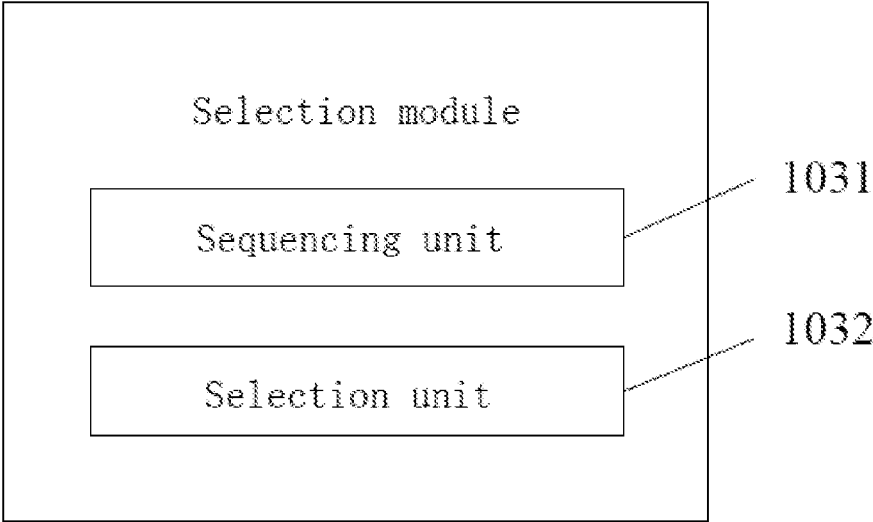 Selection module
1031
Sequencing unit
1032
Selection unit